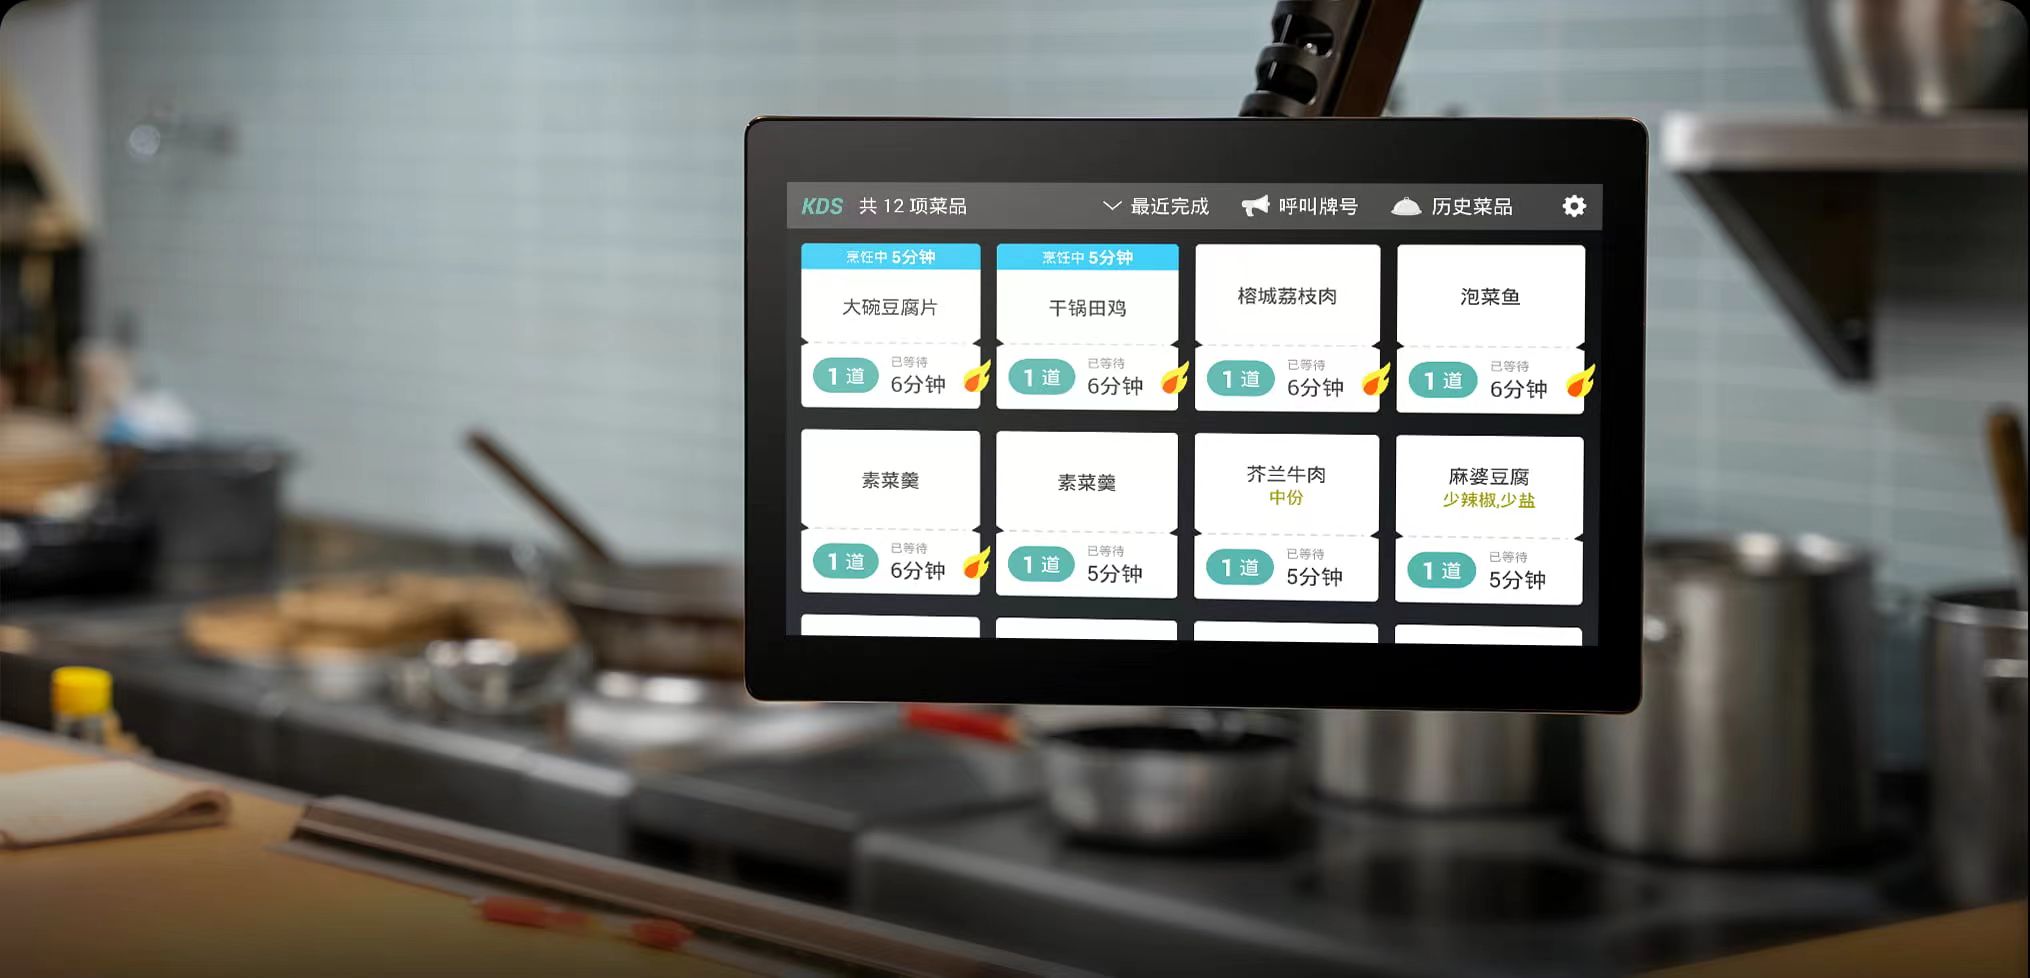 KDS 共 12 项菜品 最近完成 呼叫牌号 历史菜品
烹饪中 5分钟
大碗豆腐片
1 道 已等待 6分钟
烹饪中 5分钟
干锅田鸡
1 道 已等待 6分钟
榕城荔枝肉
1 道 已等待 6分钟
泡菜鱼
1 道 已等待 6分钟
素菜羹
1 道 已等待 6分钟
素菜羹
1 道 已等待 5分钟
芥兰牛肉
中份
1 道 已等待 5分钟
麻婆豆腐
少辣椒,少盐
1 道 已等待 5分钟